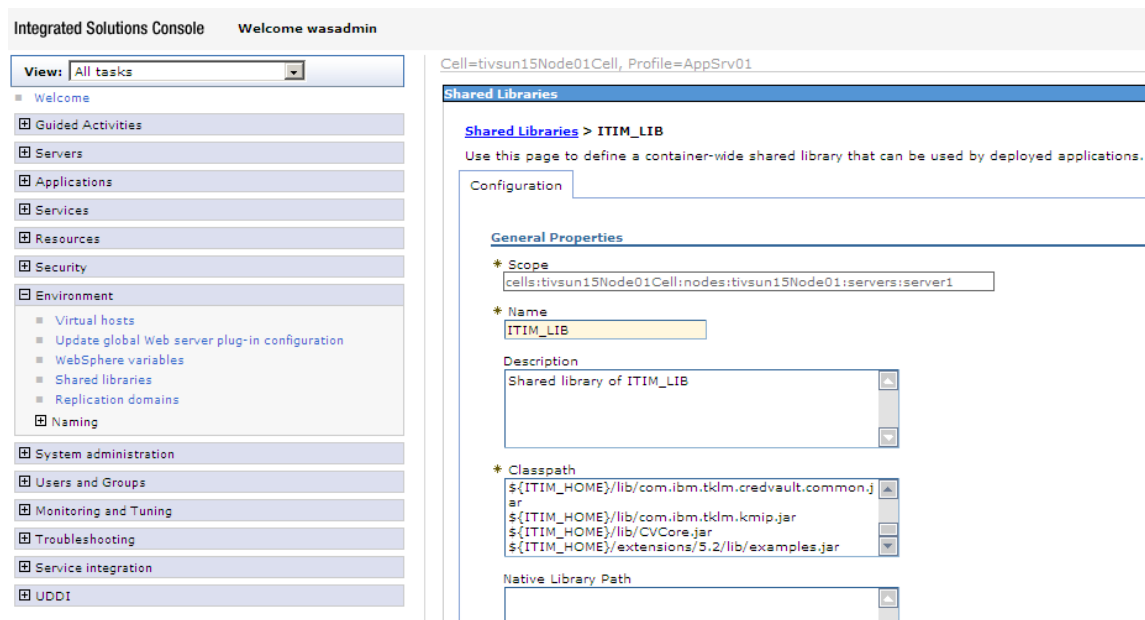 Integrated Solutions Console Welcome wasadmin
View: All tasks
Welcome
Guided Activities
Servers
Applications
Services
Resources
Security
Environment
Virtual hosts
Update global Web server plug-in configuration
WebSphere variables
Shared libraries
Replication domains
Naming
System administration
Users and Groups
Monitoring and Tuning
Troubleshooting
Service integration
UDDI
Cell=tivsun15Node01Cell, Profile=AppSrv01
Shared Libraries
Shared Libraries > ITIM_LIB
Use this page to define a container-wide shared library that can be used by deployed applications.
Configuration
General Properties
* Scope
cells:tivsun15Node01Cell:nodes:tivsun15Node01:servers:server1
* Name
ITIM_LIB
Description
Shared library of ITIM_LIB
* Classpath
${ITIM_HOME}/lib/com.ibm.tklm.credvault.common.j
ar
${ITIM_HOME}/lib/com.ibm.tklm.kmip.jar
${ITIM_HOME}/lib/CVCore.jar
${ITIM_HOME}/extensions/5.2/lib/examples.jar
Native Library Path